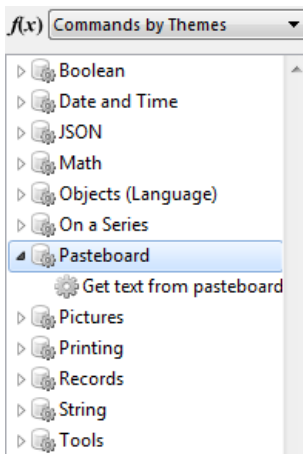 f(x) Commands by Themes
Boolean
Date and Time
JSON
Math
Objects (Language)
On a Series
Pasteboard
Get text from pasteboard
Pictures
Printing
Records
String
Tools